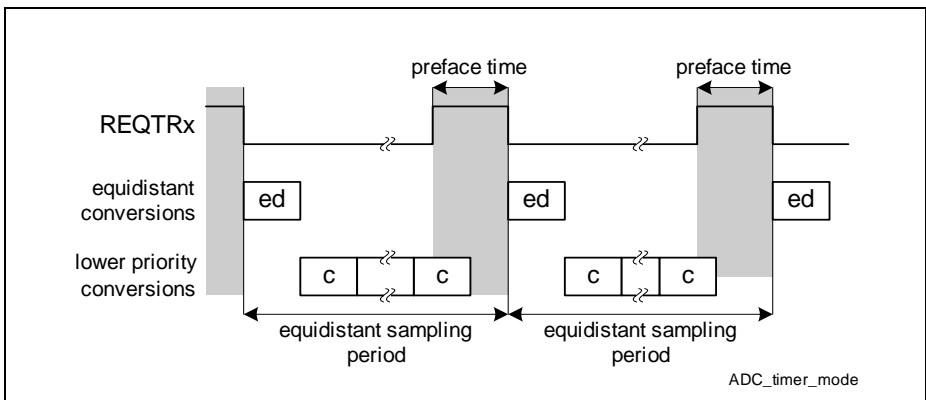 preface time
preface time
REQTRx
equidistant
conversions
ed
ed
ed
lower priority
conversions
c
c
c
c
equidistant sampling
period
equidistant sampling
period
ADC_timer_mode